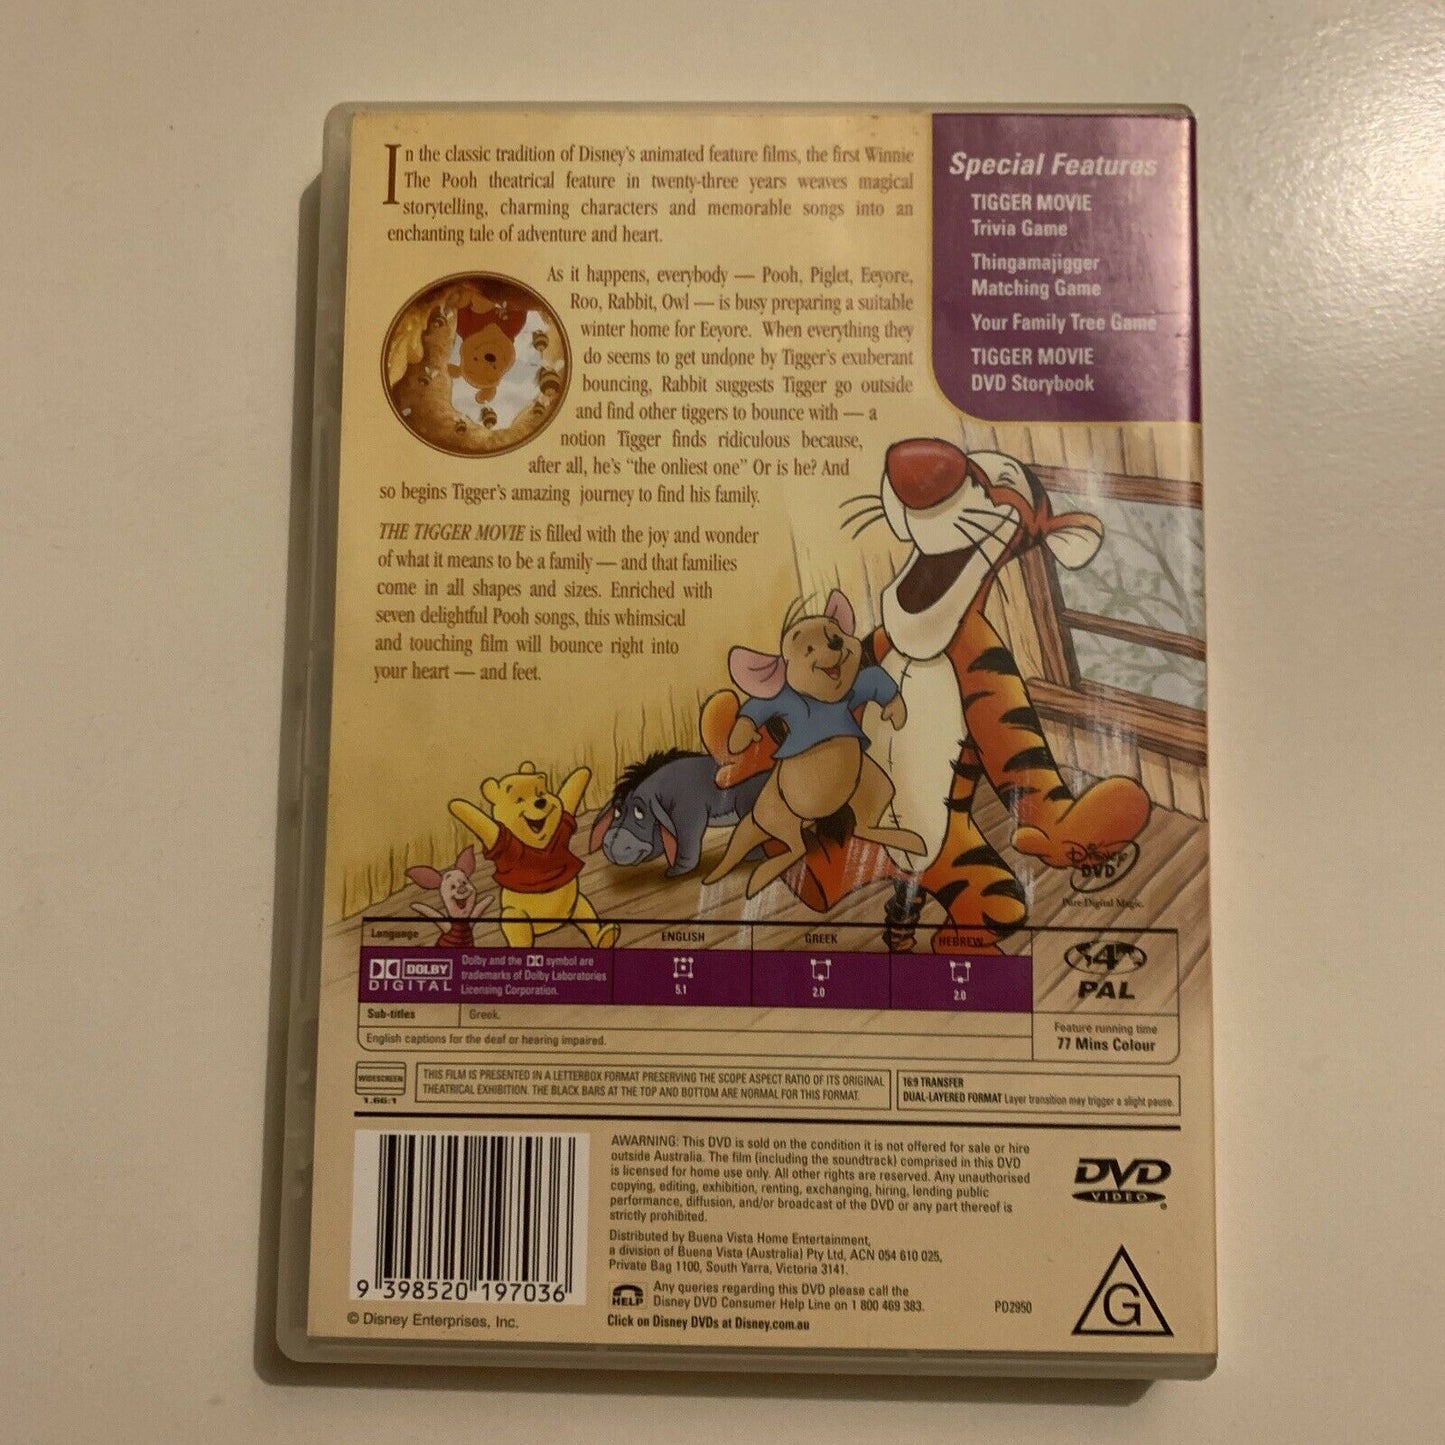 In the classic tradition of Disney's animated feature films, the first Winnie
The Pooh theatrical feature in twenty-three years weaves magical
storytelling, charming characters and memorable songs into an
enchanting tale of adventure and heart.
As it happens, everybody — Pooh, Piglet, Eeyore,
Roo, Rabbit, Owl — is busy preparing a suitable
winter home for Eeyore. When everything they
do seems to get undone by Tigger's exuberant
bouncing, Rabbit suggests Tigger go outside
and find other tiggers to bounce with — a
notion Tigger finds ridiculous because,
after all, he's "the onliest one" Or is he? And
so begins Tigger's amazing journey to find his family.
THE TIGGER MOVIE is filled with the joy and wonder
of what it means to be a family — and that families
come in all shapes and sizes. Enriched with
seven delightful Pooh songs, this whimsical
and touching film will bounce right into
your heart — and feet.
Special Features
TIGGER MOVIE
Trivia Game
Thingamajigger
Matching Game
Your Family Tree Game
TIGGER MOVIE
DVD Storybook
Disney
DVD
Pure Digital Magic.
Language
ENGLISH
GREEK
HEBREW
DOLBY
DIGITAL
Dolby and the DD symbol are
trademarks of Dolby Laboratories
Licensing Corporation.
5.1
2.0
2.0
4
PAL
Sub-titles
Greek.
English captions for the deaf or hearing impaired.
Feature running time
77 Mins Colour
WIDESCREEN
1.66:1
THIS FILM IS PRESENTED IN A LETTERBOX FORMAT PRESERVING THE SCOPE ASPECT RATIO OF ITS ORIGINAL
THEATRICAL EXHIBITION. THE BLACK BARS AT THE TOP AND BOTTOM ARE NORMAL FOR THIS FORMAT.
16:9 TRANSFER
DUAL-LAYERED FORMAT Layer transition may trigger a slight pause.
AWARNING: This DVD is sold on the condition it is not offered for sale or hire
outside Australia. The film (including the soundtrack) comprised in this DVD
is licensed for home use only. All other rights are reserved. Any unauthorised
copying, editing, exhibition, renting, exchanging, hiring, lending public
performance, diffusion, and/or broadcast of the DVD or any part thereof is
strictly prohibited.
Distributed by Buena Vista Home Entertainment,
a division of Buena Vista (Australia) Pty Ltd, ACN 054 610 025,
Private Bag 1100, South Yarra, Victoria 3141.
HELP
Any queries regarding this DVD please call the
Disney DVD Consumer Help Line on 1 800 469 383.
Click on Disney DVDs at Disney.com.au
PD2950
DVD
VIDEO
G
9 398520 197036
© Disney Enterprises, Inc.